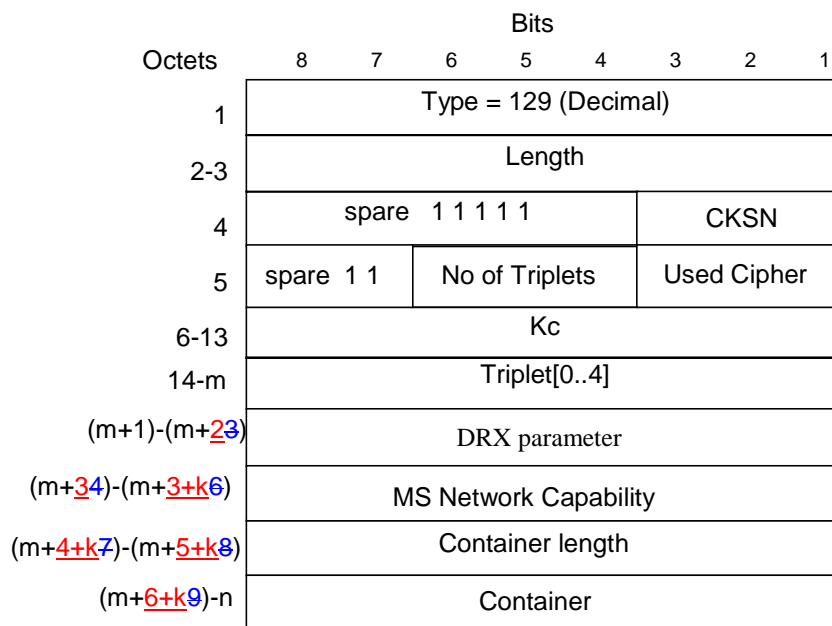 Bits
Octets 8 7 6 5 4 3 2 1
1 Type = 129 (Decimal)
2-3 Length
4 spare 1 1 1 1 1 CKSN
5 spare 1 1 No of Triplets Used Cipher
6-13 Kc
14-m Triplet[0..4]
(m+1)-(m+23) DRX parameter
(m+34)-(m+3+k6) MS Network Capability
(m+4+k7)-(m+5+k8) Container length
(m+6+k9)-n Container